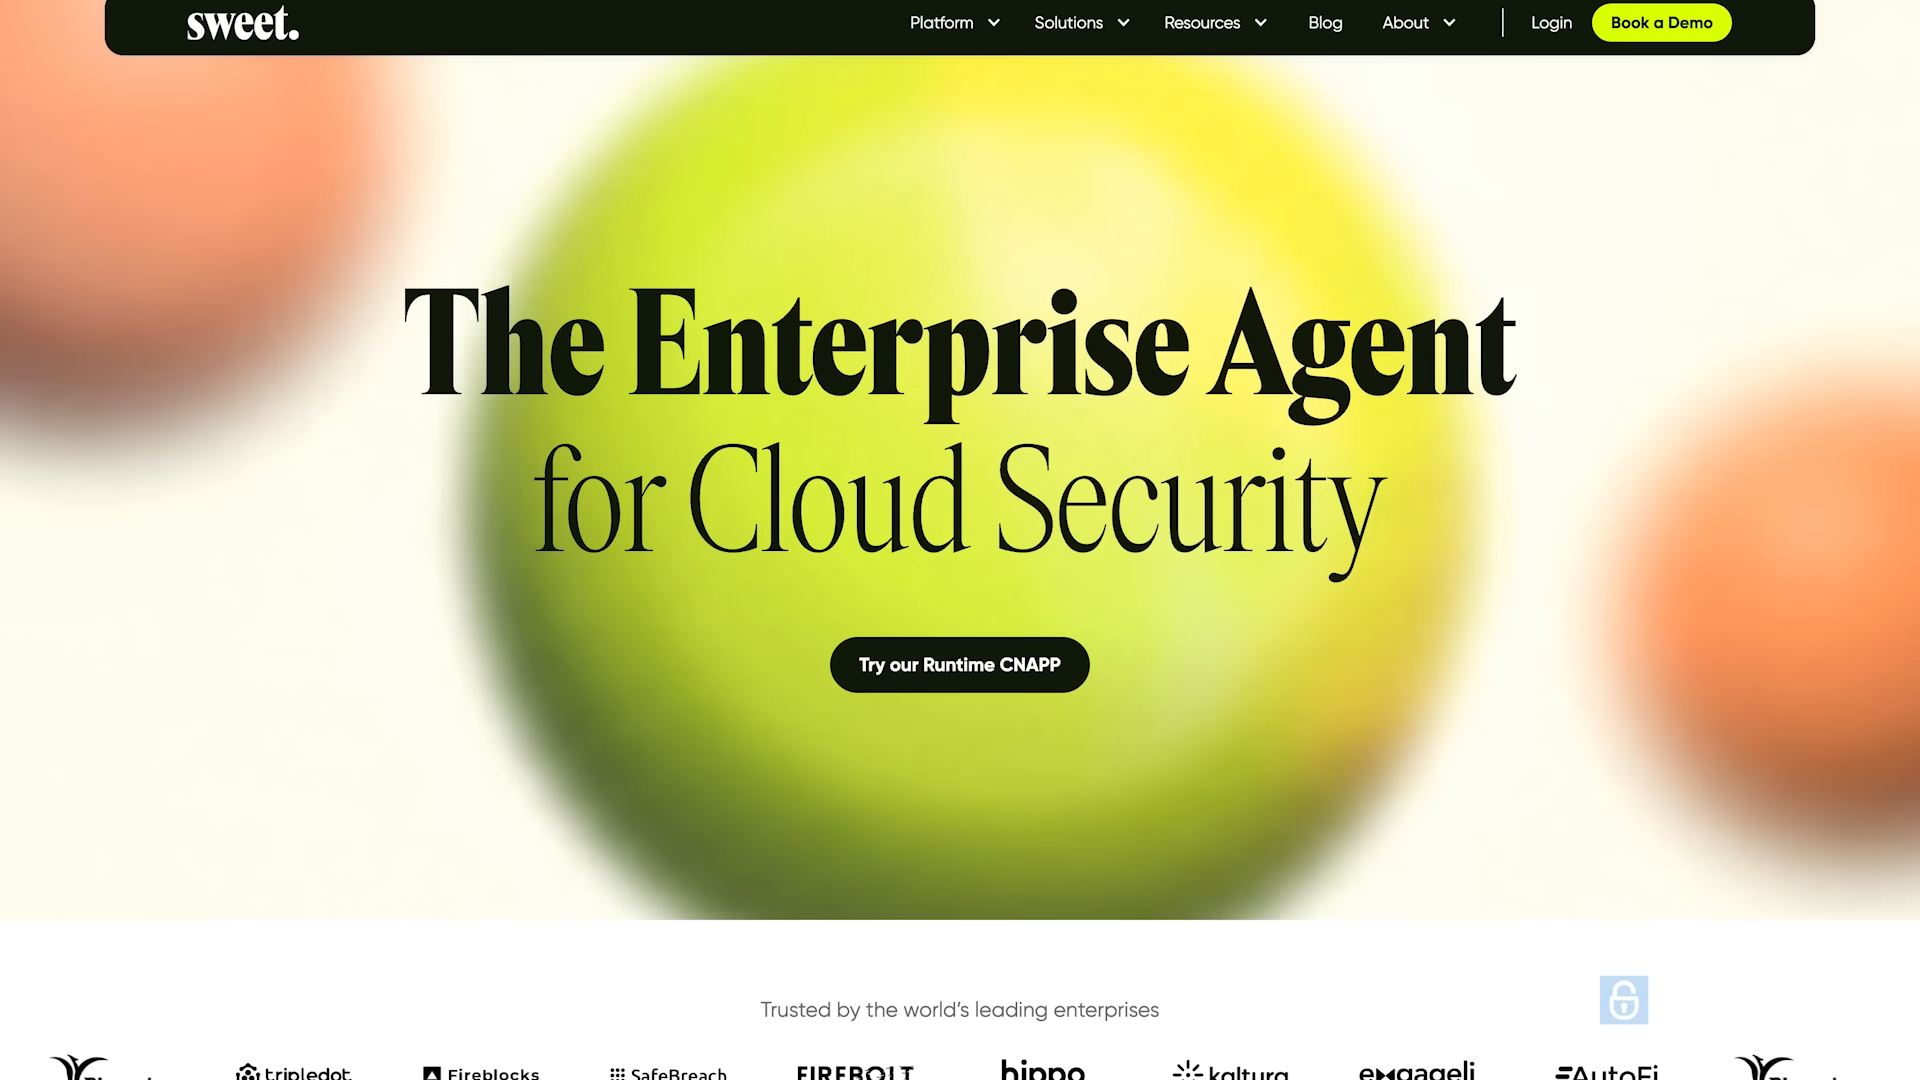 sweet.
Platform Solutions Resources Blog About Login Book a Demo
The Enterprise Agent
for Cloud Security
Try our Runtime CNAPP
Trusted by the world’s leading enterprises
tripledot Fireblocks SafeBreach FIREBOLT hippo kaltura engageli AutoFi